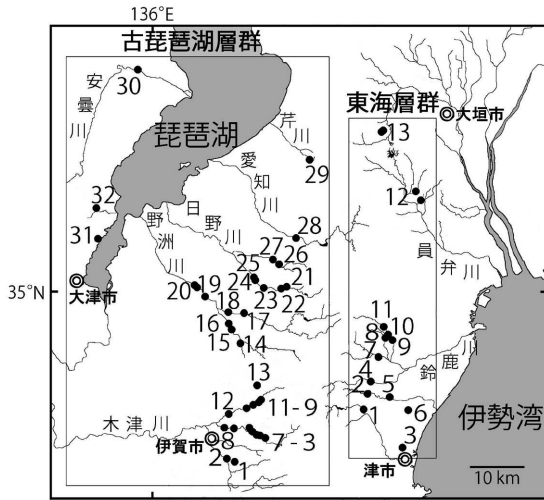 136°E
古琵琶湖層群
安曇川
30
琵琶湖
芹川
東海層群
大垣市
13
29
愛知川
12
32
野洲川
日野川
28
員弁川
31
27
26
25
24
21
35°N
大津市
20
19
23
22
18
17
11
10
16
8
9
15
14
7
鈴鹿川
4
13
2
5
12
11-9
1
6
伊勢湾
木津川
伊賀市
8
7-3
3
2
1
津市
10 km